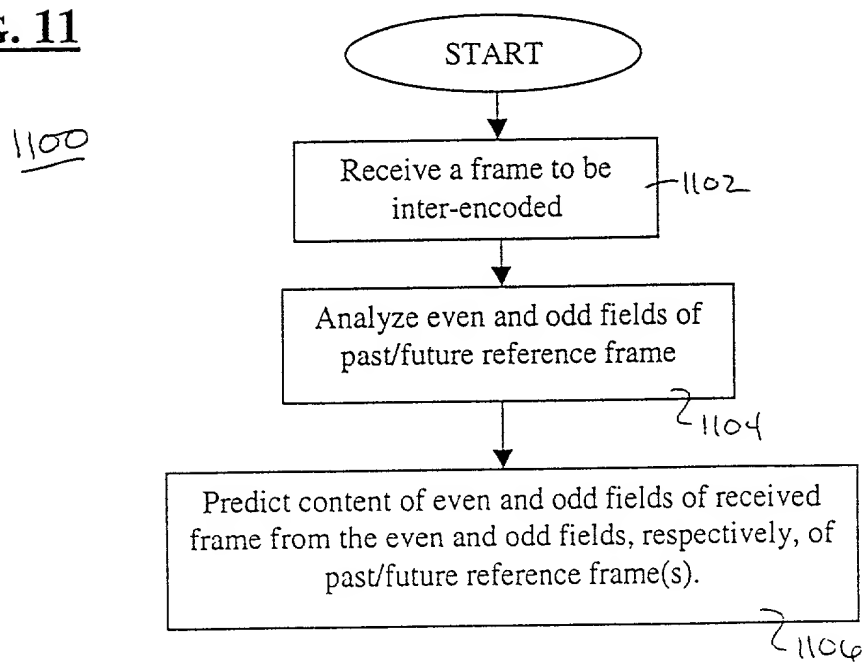 G. 11
1100
START
Receive a frame to be
inter-encoded
1102
Analyze even and odd fields of
past/future reference frame
1104
Predict content of even and odd fields of received
frame from the even and odd fields, respectively, of
past/future reference frame(s).
1106